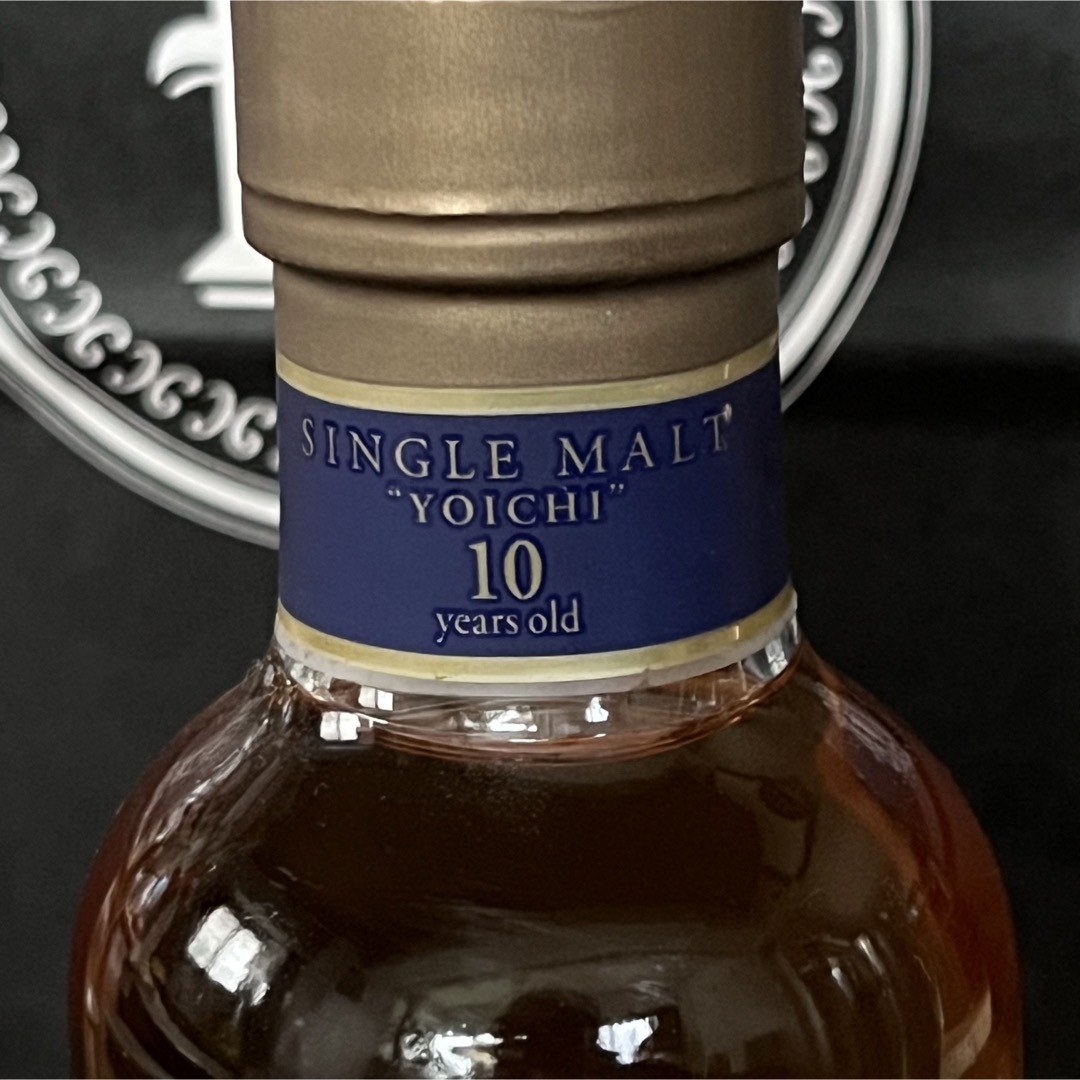 SINGLE MALT
"YOICHI"
10
years old